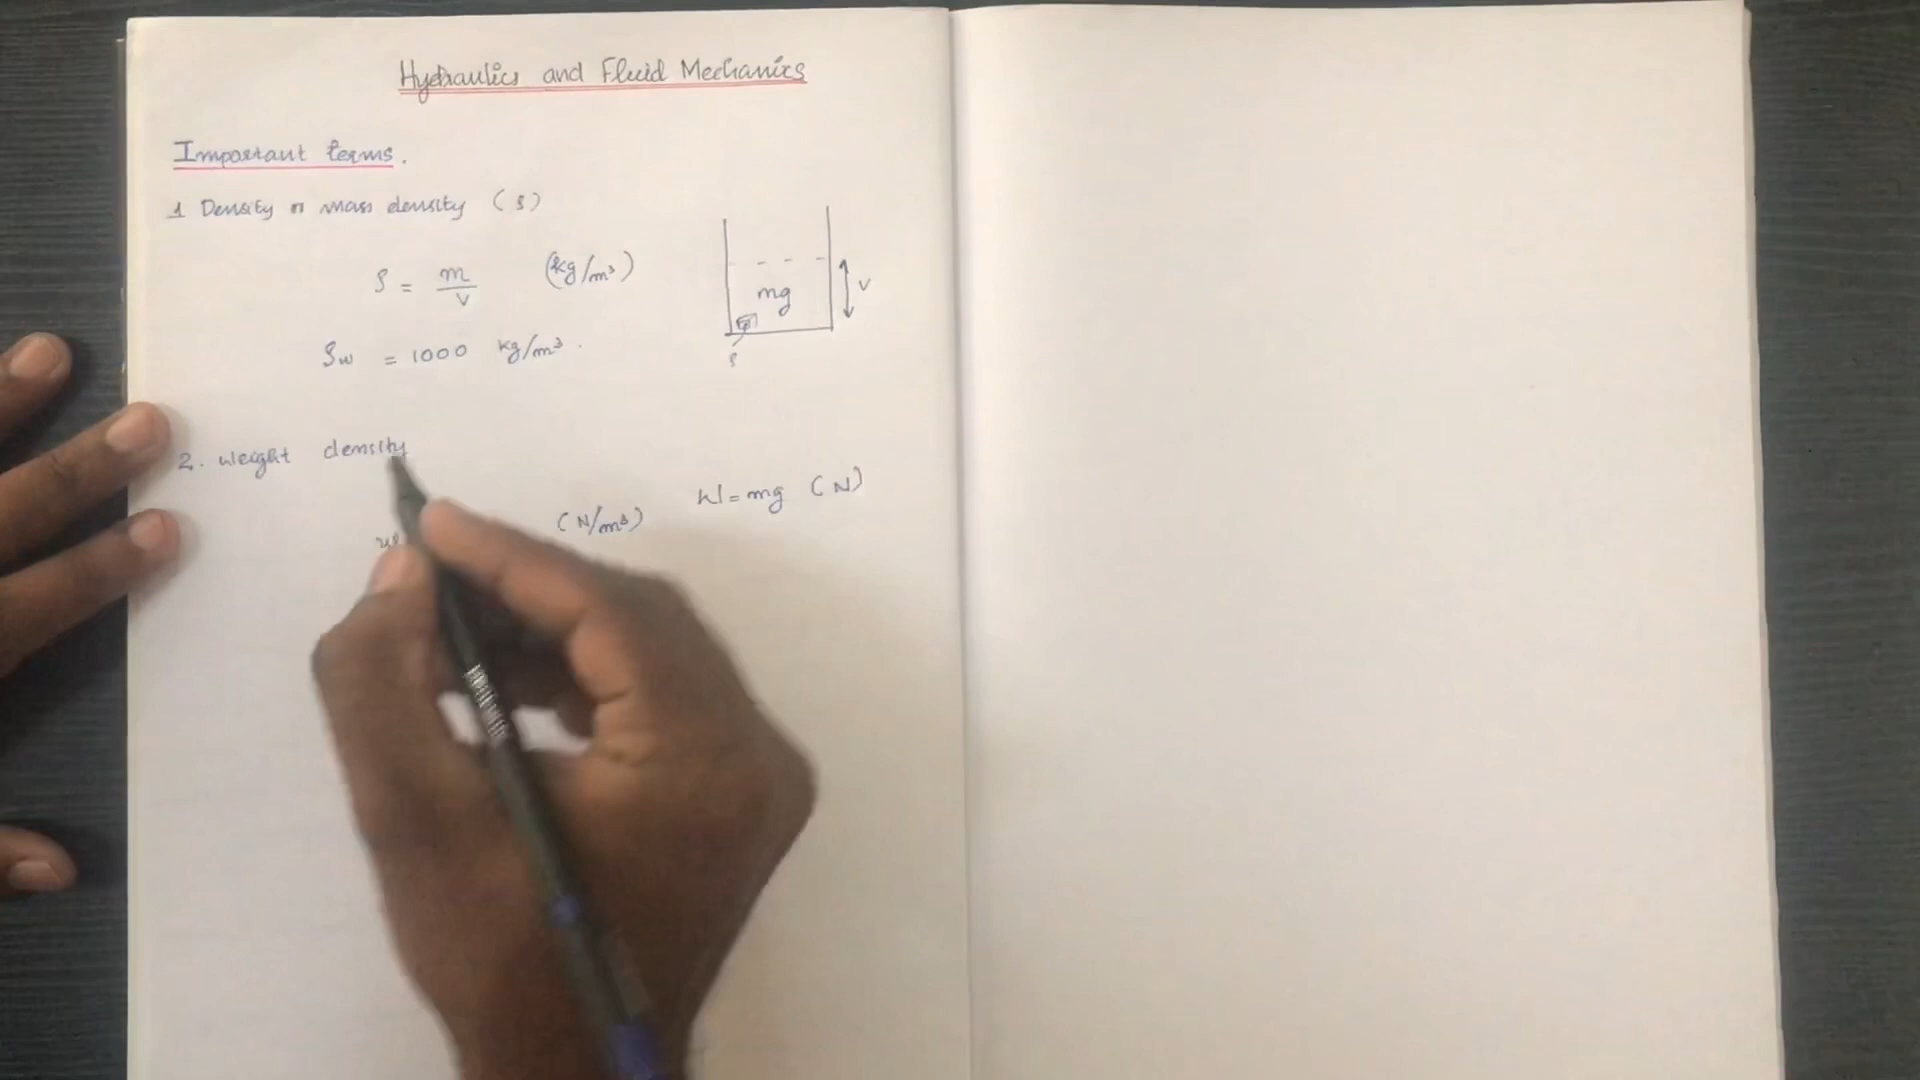 Hydraulics and Fluid Mechanics
Important terms.
1 Density or mass density (ρ)
ρ = m/v (kg/m³)
mg
v
ρ
ρw = 1000 kg/m³.
2. weight density
W = mg (N)
w (N/m³)